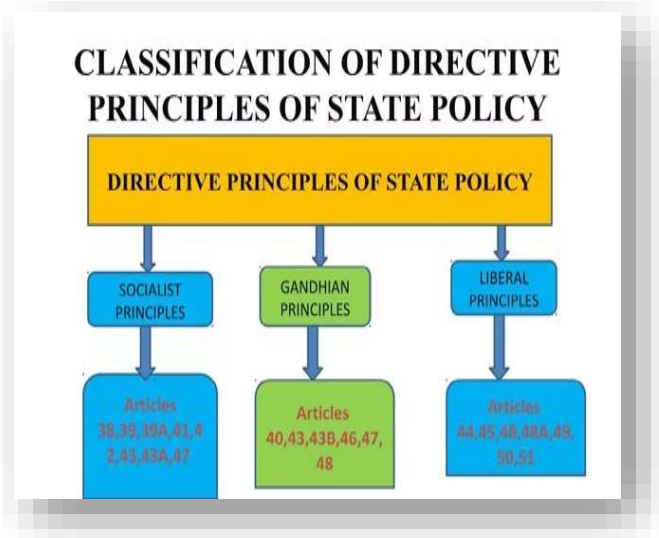 CLASSIFICATION OF DIRECTIVE
PRINCIPLES OF STATE POLICY
DIRECTIVE PRINCIPLES OF STATE POLICY
SOCIALIST
PRINCIPLES
GANDHIAN
PRINCIPLES
LIBERAL
PRINCIPLES
Articles
38,39,39A,41,4
2,43,43A,47
Articles
40,43,43B,46,47,
48
Articles
44,45,48,48A,49,
50,51